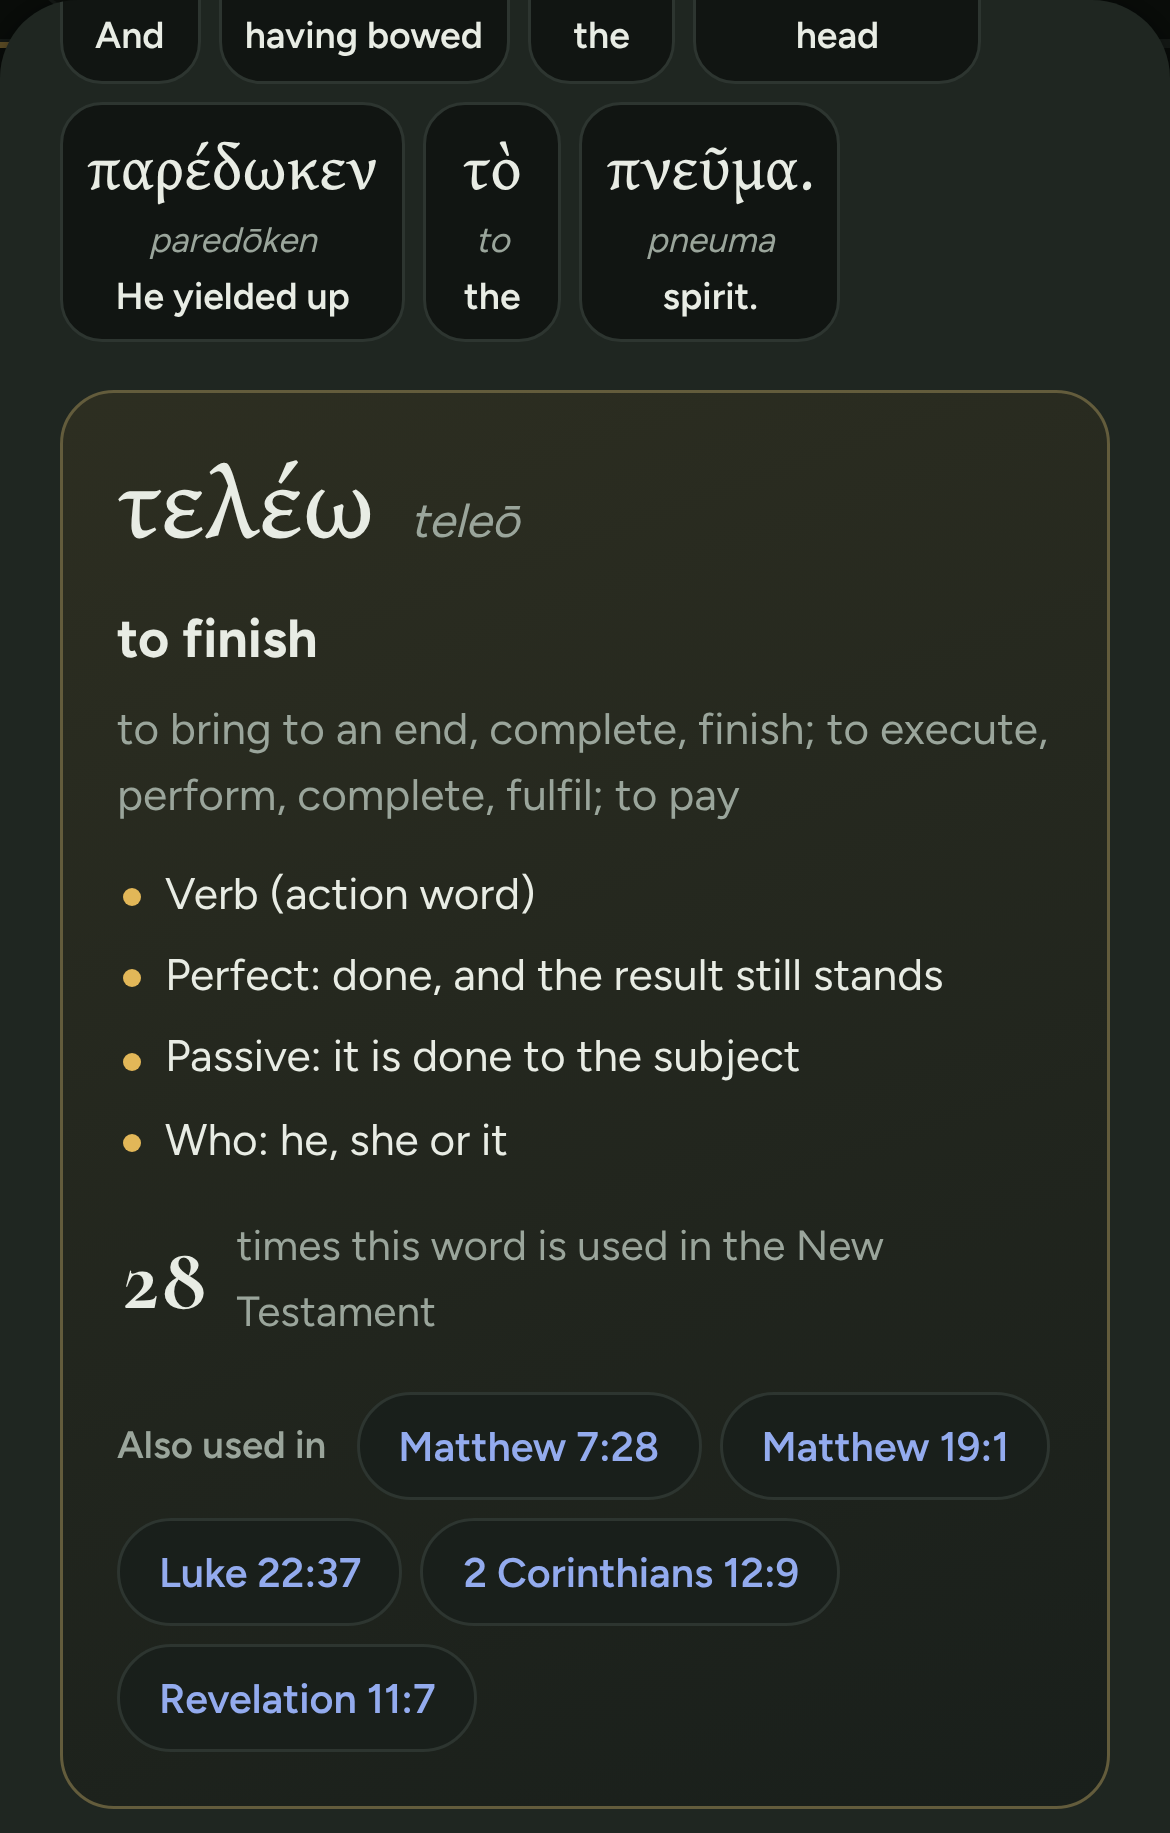 And having bowed the head
παρέδωκεν τὸ πνεῦμα.
paredōken to pneuma
He yielded up the spirit.
τελέω teleō
to finish
to bring to an end, complete, finish; to execute,
perform, complete, fulfil; to pay
Verb (action word)
Perfect: done, and the result still stands
Passive: it is done to the subject
Who: he, she or it
28 times this word is used in the New
Testament
Also used in Matthew 7:28 Matthew 19:1
Luke 22:37 2 Corinthians 12:9
Revelation 11:7